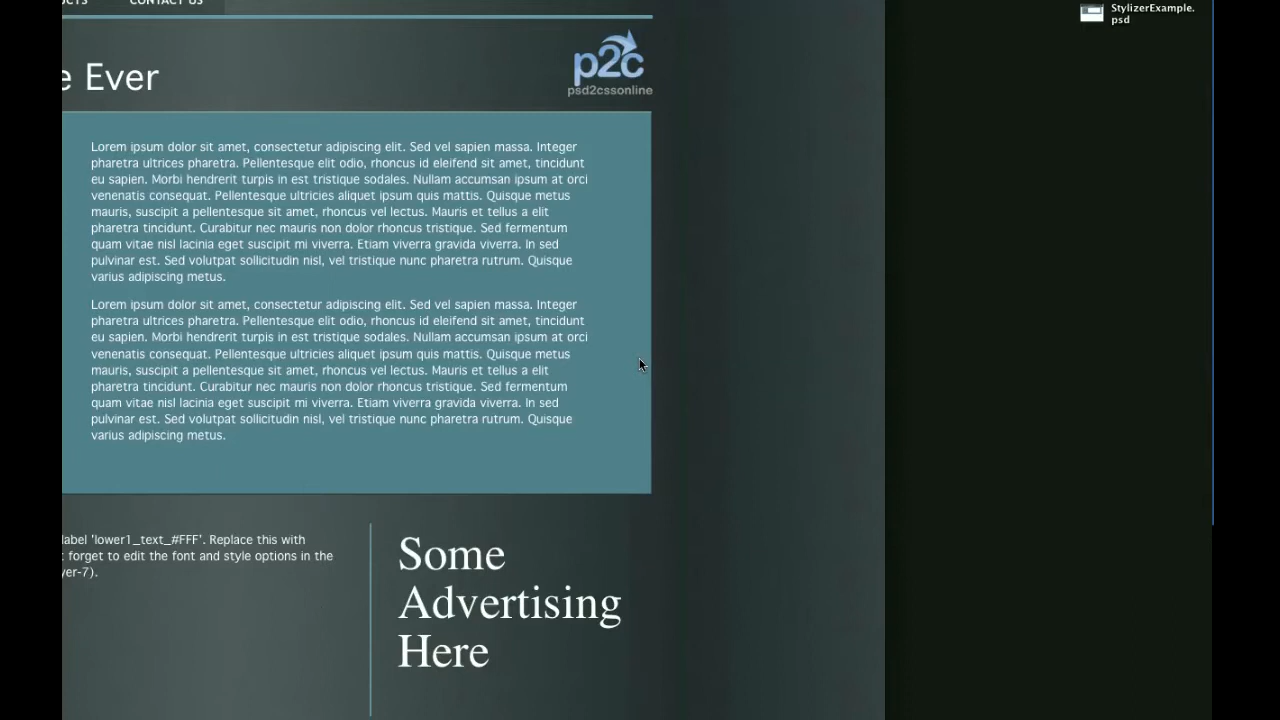 CONTACT US
StylizerExample.
psd
e Ever
p2c
psd2cssonline
Lorem ipsum dolor sit amet, consectetur adipiscing elit. Sed vel sapien massa. Integer
pharetra ultrices pharetra. Pellentesque elit odio, rhoncus id eleifend sit amet, tincidunt
eu sapien. Morbi hendrerit turpis in est tristique sodales. Nullam accumsan ipsum at orci
venenatis consequat. Pellentesque ultricies aliquet ipsum quis mattis. Quisque metus
mauris, suscipit a pellentesque sit amet, rhoncus vel lectus. Mauris et tellus a elit
pharetra tincidunt. Curabitur nec mauris non dolor rhoncus tristique. Sed fermentum
quam vitae nisl lacinia eget suscipit mi viverra. Etiam viverra gravida viverra. In sed
pulvinar est. Sed volutpat sollicitudin nisl, vel tristique nunc pharetra rutrum. Quisque
varius adipiscing metus.
Lorem ipsum dolor sit amet, consectetur adipiscing elit. Sed vel sapien massa. Integer
pharetra ultrices pharetra. Pellentesque elit odio, rhoncus id eleifend sit amet, tincidunt
eu sapien. Morbi hendrerit turpis in est tristique sodales. Nullam accumsan ipsum at orci
venenatis consequat. Pellentesque ultricies aliquet ipsum quis mattis. Quisque metus
mauris, suscipit a pellentesque sit amet, rhoncus vel lectus. Mauris et tellus a elit
pharetra tincidunt. Curabitur nec mauris non dolor rhoncus tristique. Sed fermentum
quam vitae nisl lacinia eget suscipit mi viverra. Etiam viverra gravida viverra. In sed
pulvinar est. Sed volutpat sollicitudin nisl, vel tristique nunc pharetra rutrum. Quisque
varius adipiscing metus.
label 'lower1_text_#FFF'. Replace this with
forget to edit the font and style options in the
yer-7).
Some
Advertising
Here